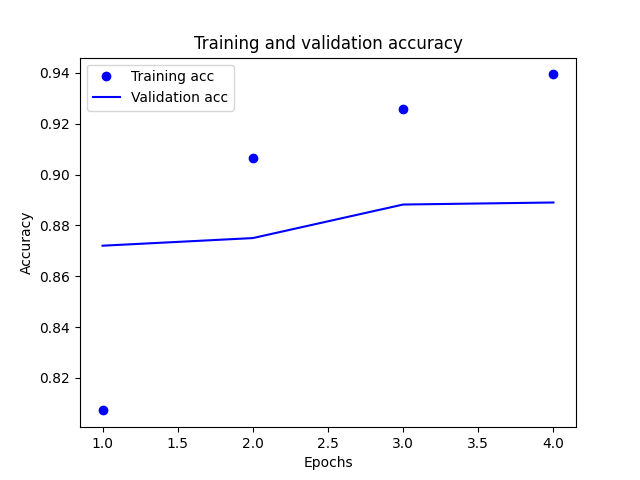 Training and validation accuracy
Training acc
Validation acc
0.94
0.92
0.90
0.88
0.86
0.84
0.82
Accuracy
1.0 1.5 2.0 2.5 3.0 3.5 4.0
Epochs